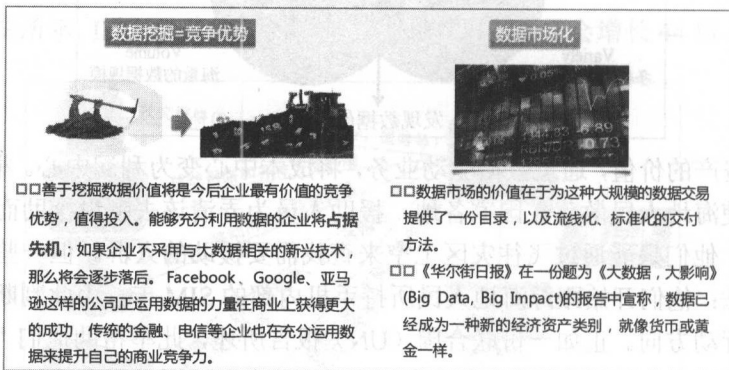 数据挖掘=竞争优势
□□善于挖掘数据价值将是今后企业最有价值的竞争
优势，值得投入。能够充利用数据的企业将占据
先机；如果企业不采用与大数据相关的新兴技术，
那么将会逐步落后。Facebook、Google、亚马
逊这样的公司正运用数据的力量在商业上获得更大
的成功，传统的金融、电信等企业也在充分运用数
据来提升自己的商业竞争力。
数据市场化
6.89
0.73
□□数据市场的价值在于为这种大规模的数据交易
提供了一份目录，以及流线化、标准化的交付
方法。
□□《华尔街日报》在一份题为《大数据，大影响》
(Big Data, Big Impact)的报告中宣称，数据已
经成为一种新的经济资产类别，就像货币或黄
金一样。